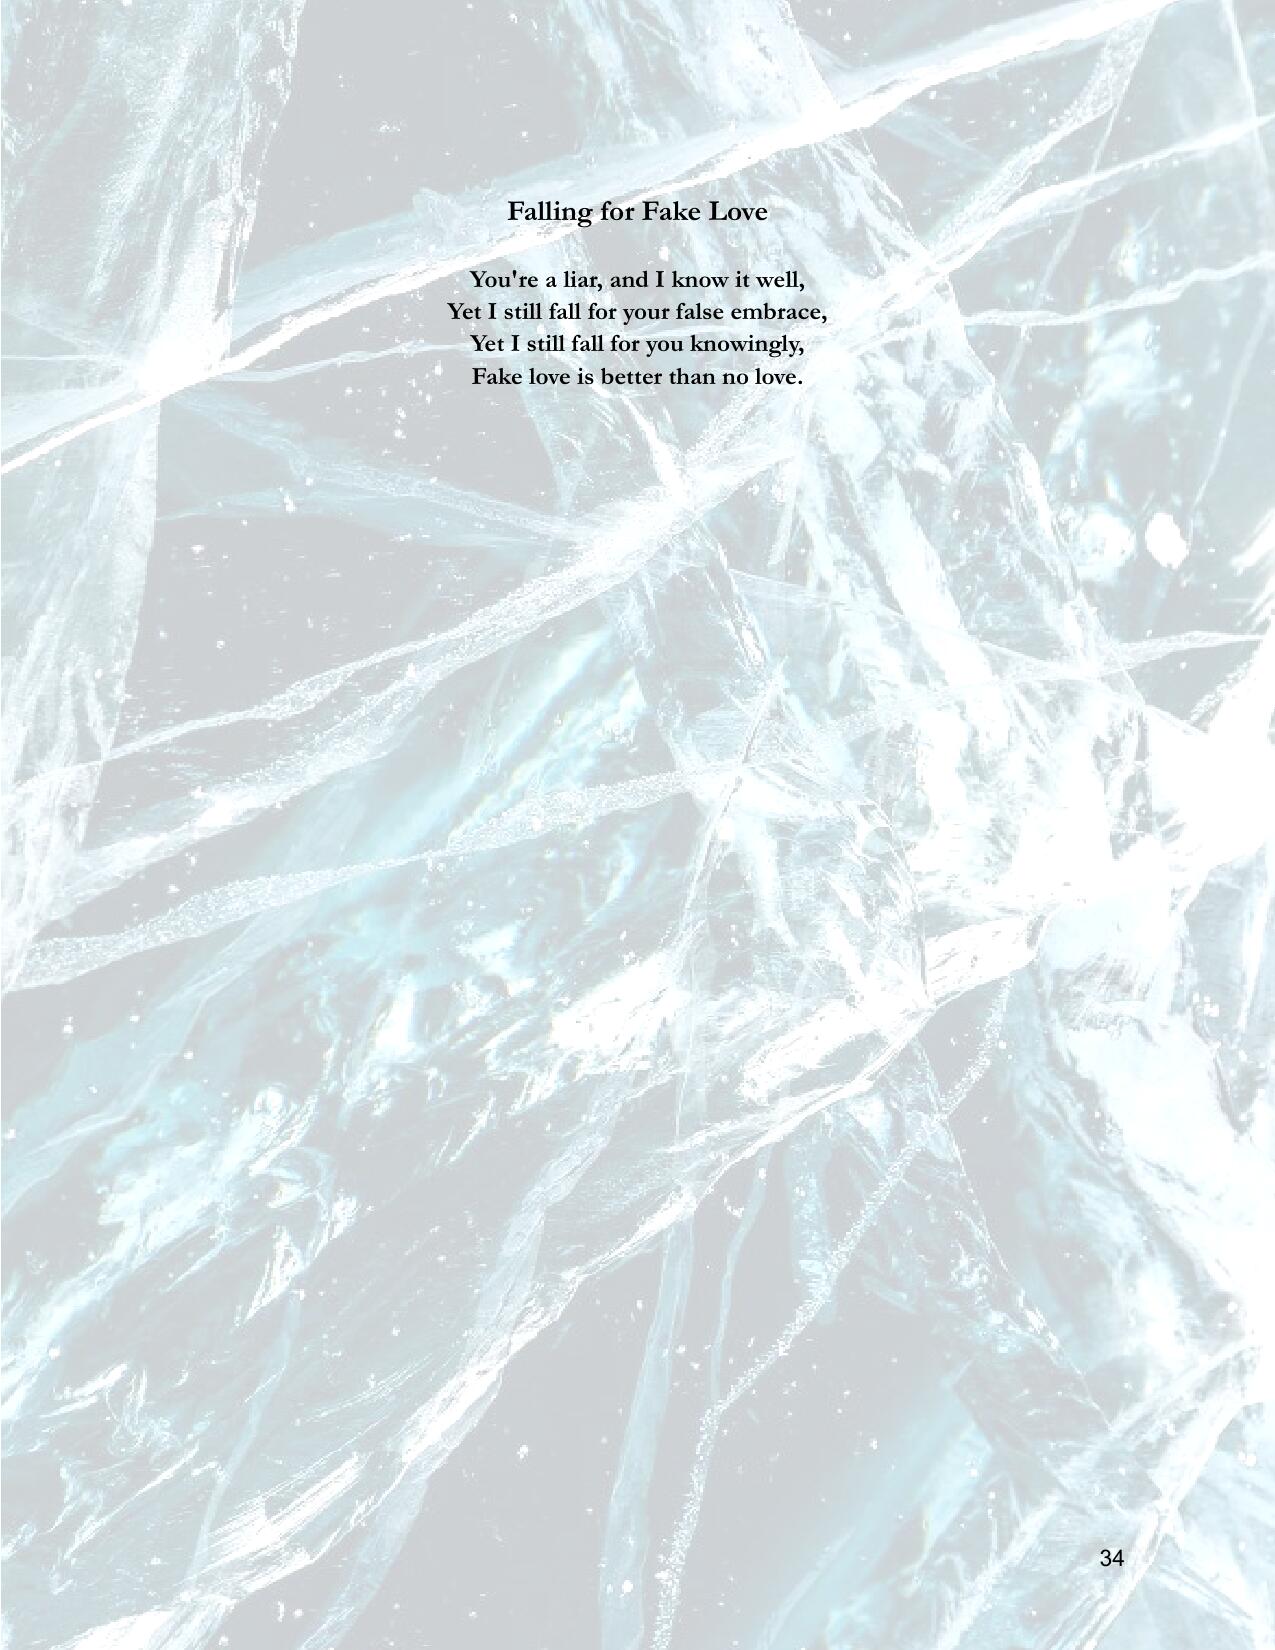 Falling for Fake Love
You're a liar, and I know it well,
Yet I still fall for your false embrace,
Yet I still fall for you knowingly,
Fake love is better than no love.
34